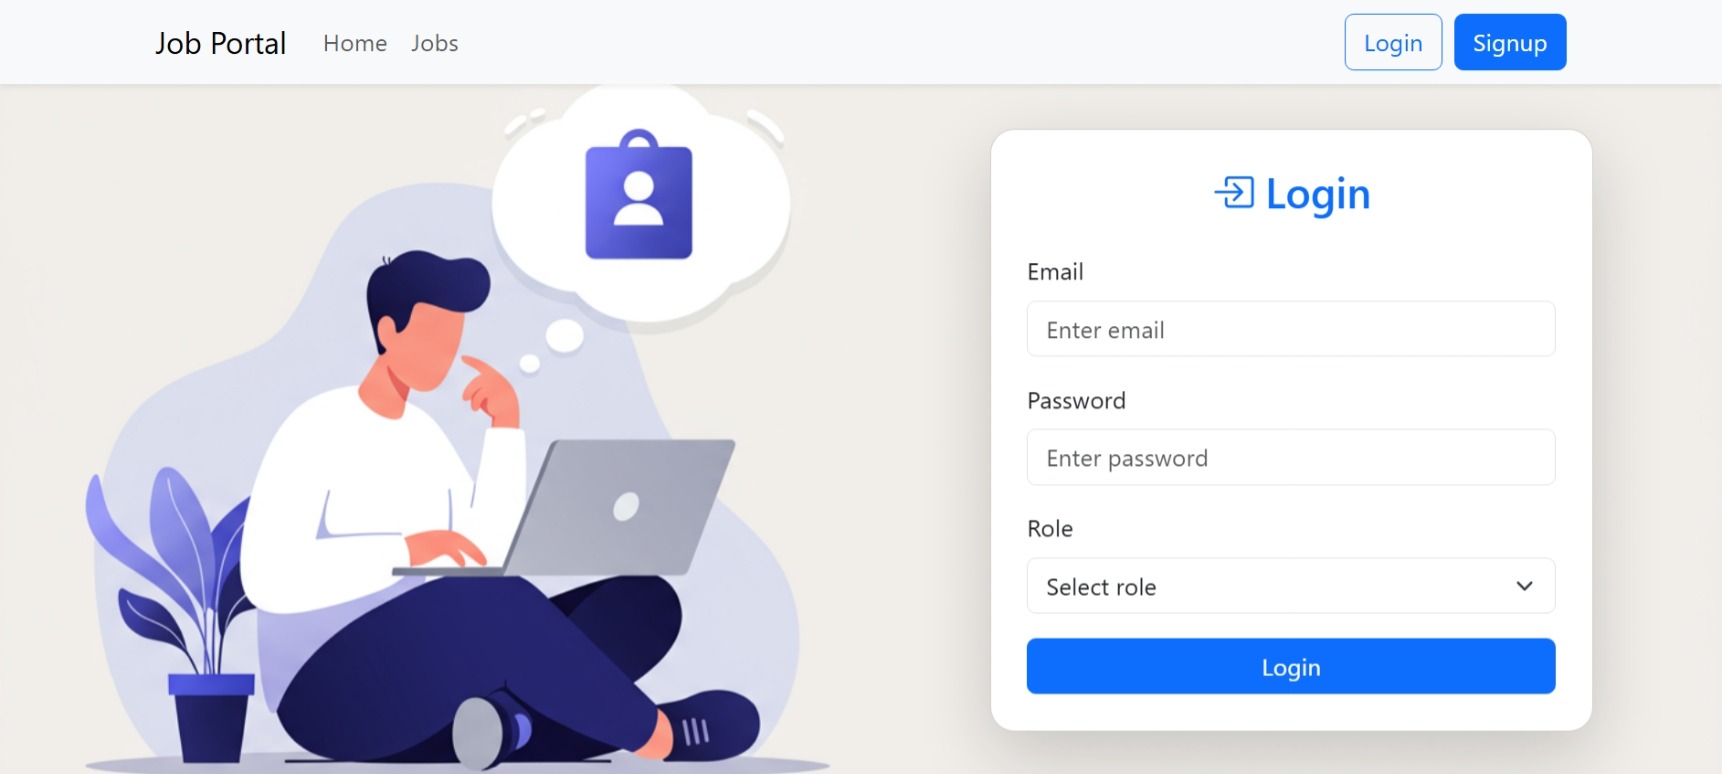 Job Portal Home Jobs Login Signup
Login
Email
Enter email
Password
Enter password
Role
Select role
Login